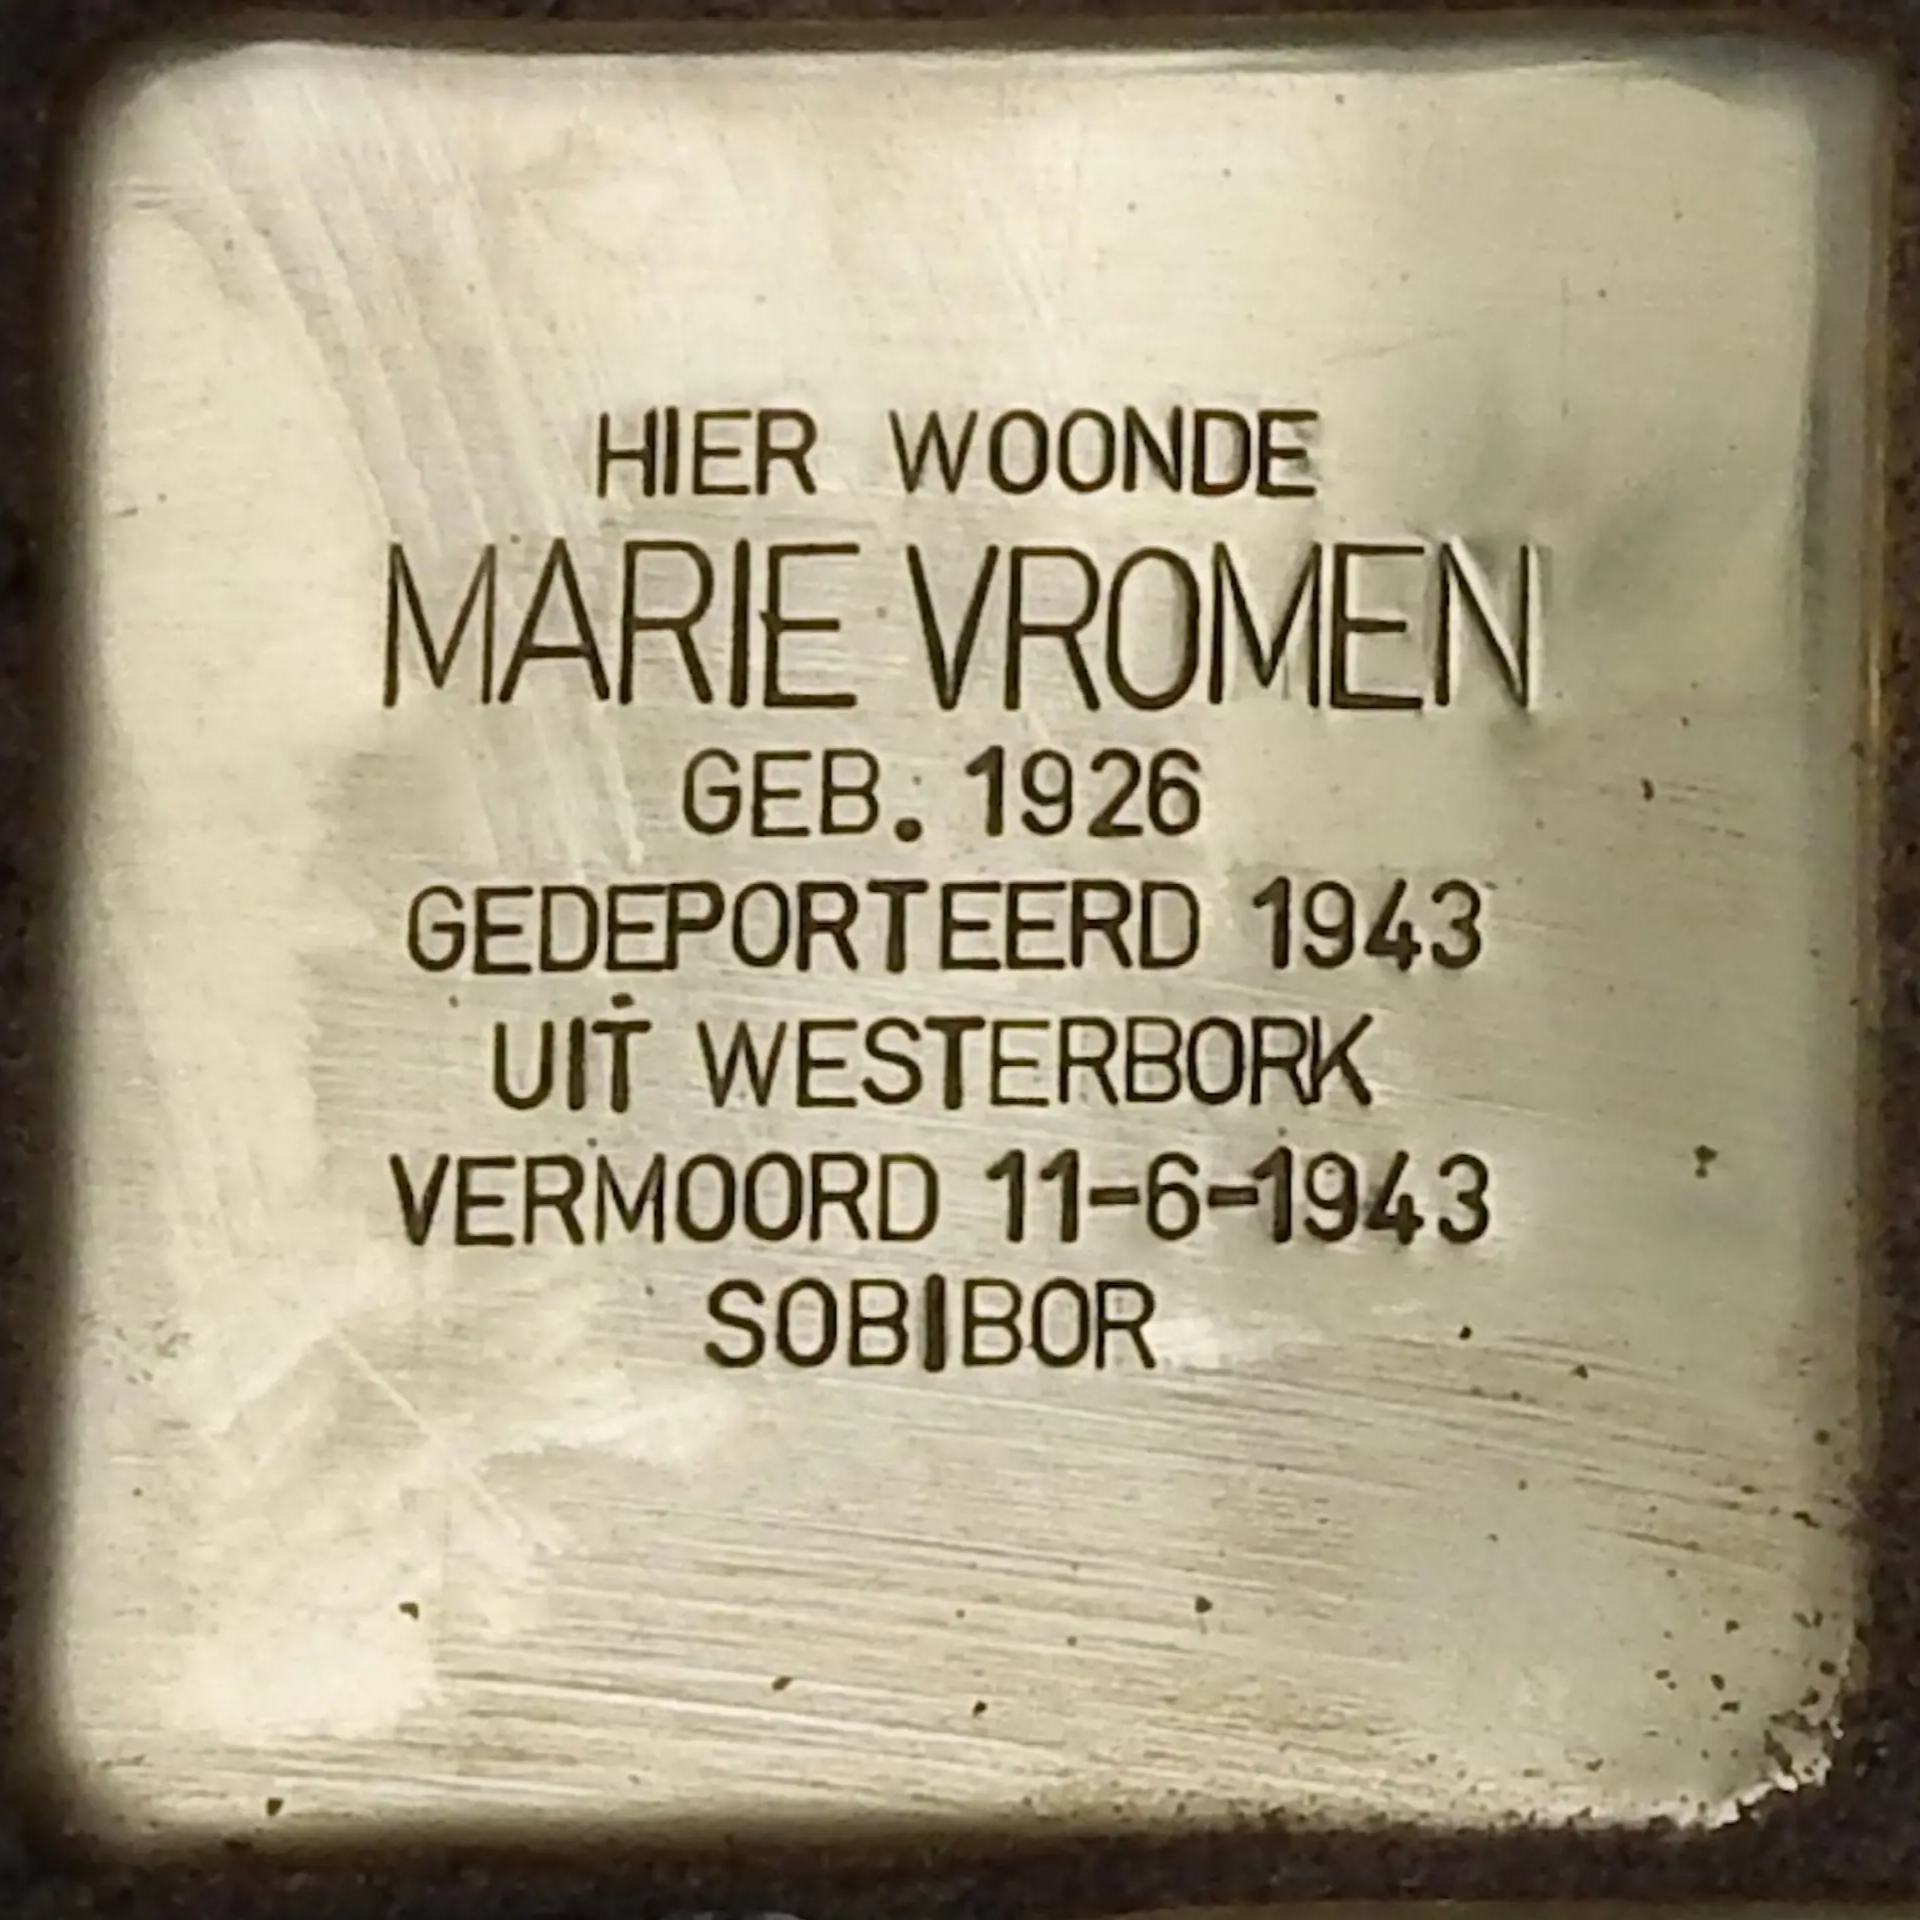 HIER WOONDE
MARIE VROMEN
GEB. 1926
GEDEPORTEERD 1943
UIT WESTERBORK
VERMOORD 11-6-1943
SOBIBOR